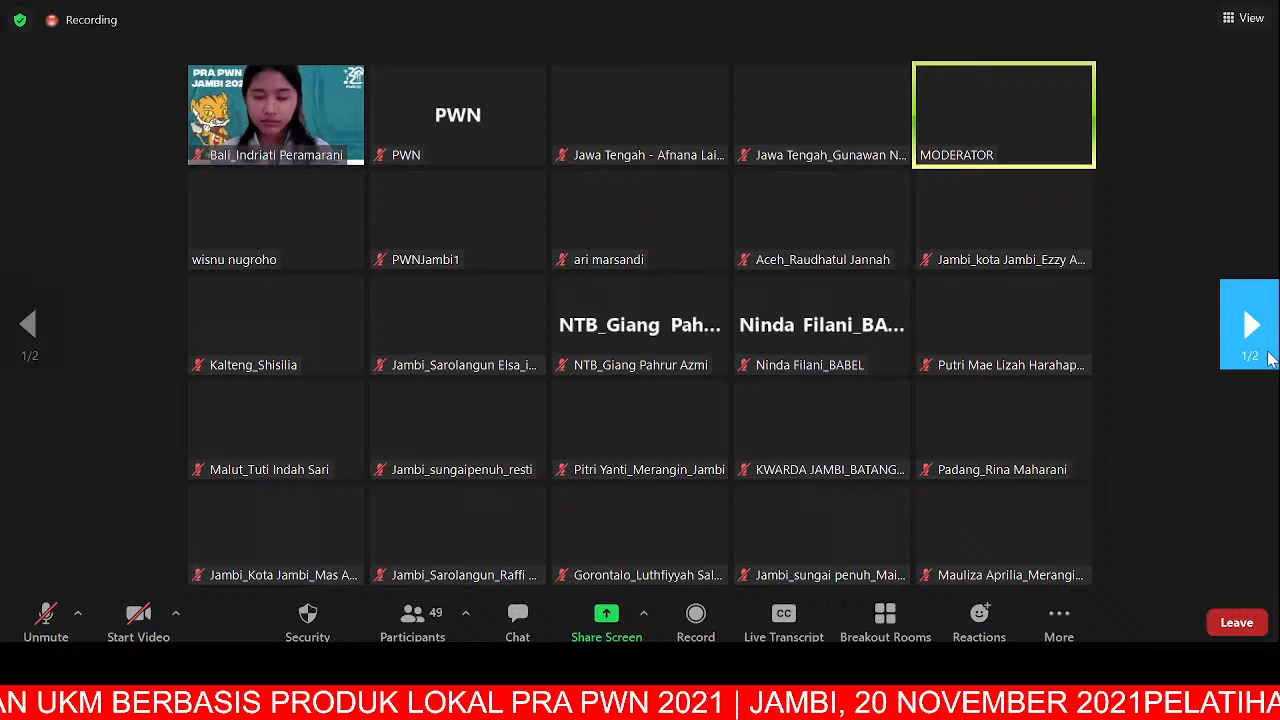 Recording
View
PRA PWN
JAMBI 202
Bali_Indriati Peramarani
PWN
PWN
Jawa Tengah - Afnana Lai...
Jawa Tengah_Gunawan N...
MODERATOR
wisnu nugroho
PWNJambi1
ari marsandi
Aceh_Raudhatul Jannah
Jambi_kota Jambi_Ezzy A...
1/2
1/2
Kalteng_Shisilia
Jambi_Sarolangun Elsa_i...
NTB_Giang Pah...
NTB_Giang Pahrur Azmi
Ninda Filani_BA...
Ninda Filani_BABEL
Putri Mae Lizah Harahap...
Malut_Tuti Indah Sari
Jambi_sungaipenuh_resti
Pitri Yanti_Merangin_Jambi
KWARDA JAMBI_BATANG...
Padang_Rina Maharani
Jambi_Kota Jambi_Mas A...
Jambi_Sarolangun_Raffi ...
Gorontalo_Luthfiyyah Sal...
Jambi_sungai penuh_Mai...
Mauliza Aprilia_Merangi...
Unmute
Start Video
Security
Participants
49
Chat
Share Screen
Record
Live Transcript
Breakout Rooms
Reactions
More
Leave
AN UKM BERBASIS PRODUK LOKAL PRA PWN 2021 | JAMBI, 20 NOVEMBER 2021PELATIHA